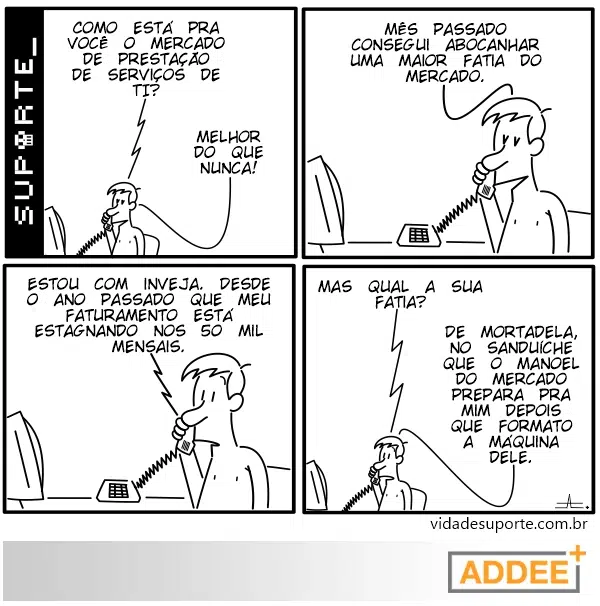 SUPORTE_
COMO ESTÁ PRA
VOCÊ O MERCADO
DE PRESTAÇÃO
DE SERVIÇOS DE
TI?
MELHOR
DO QUE
NUNCA!
MÊS PASSADO
CONSEGUI ABOCANHAR
UMA MAIOR FATIA DO
MERCADO.
ESTOU COM INVEJA. DESDE
O ANO PASSADO QUE MEU
FATURAMENTO ESTÁ
ESTAGNANDO NOS 50 MIL
MENSAIS.
MAS QUAL A SUA
FATIA?
DE MORTADELA,
NO SANDUÍCHE
QUE O MANOEL
DO MERCADO
PREPARA PRA
MIM DEPOIS
QUE FORMATO
A MÁQUINA
DELE.
vidadesuporte.com.br
ADDEE+